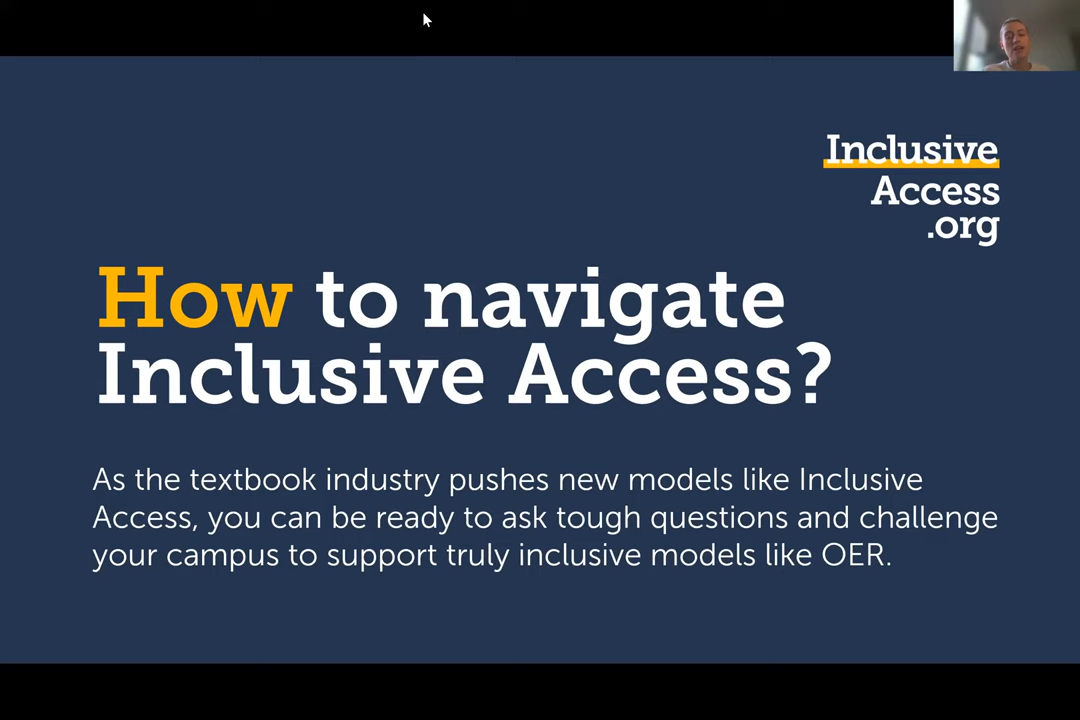 Inclusive
Access
.org
How to navigate
Inclusive Access?
As the textbook industry pushes new models like Inclusive
Access, you can be ready to ask tough questions and challenge
your campus to support truly inclusive models like OER.